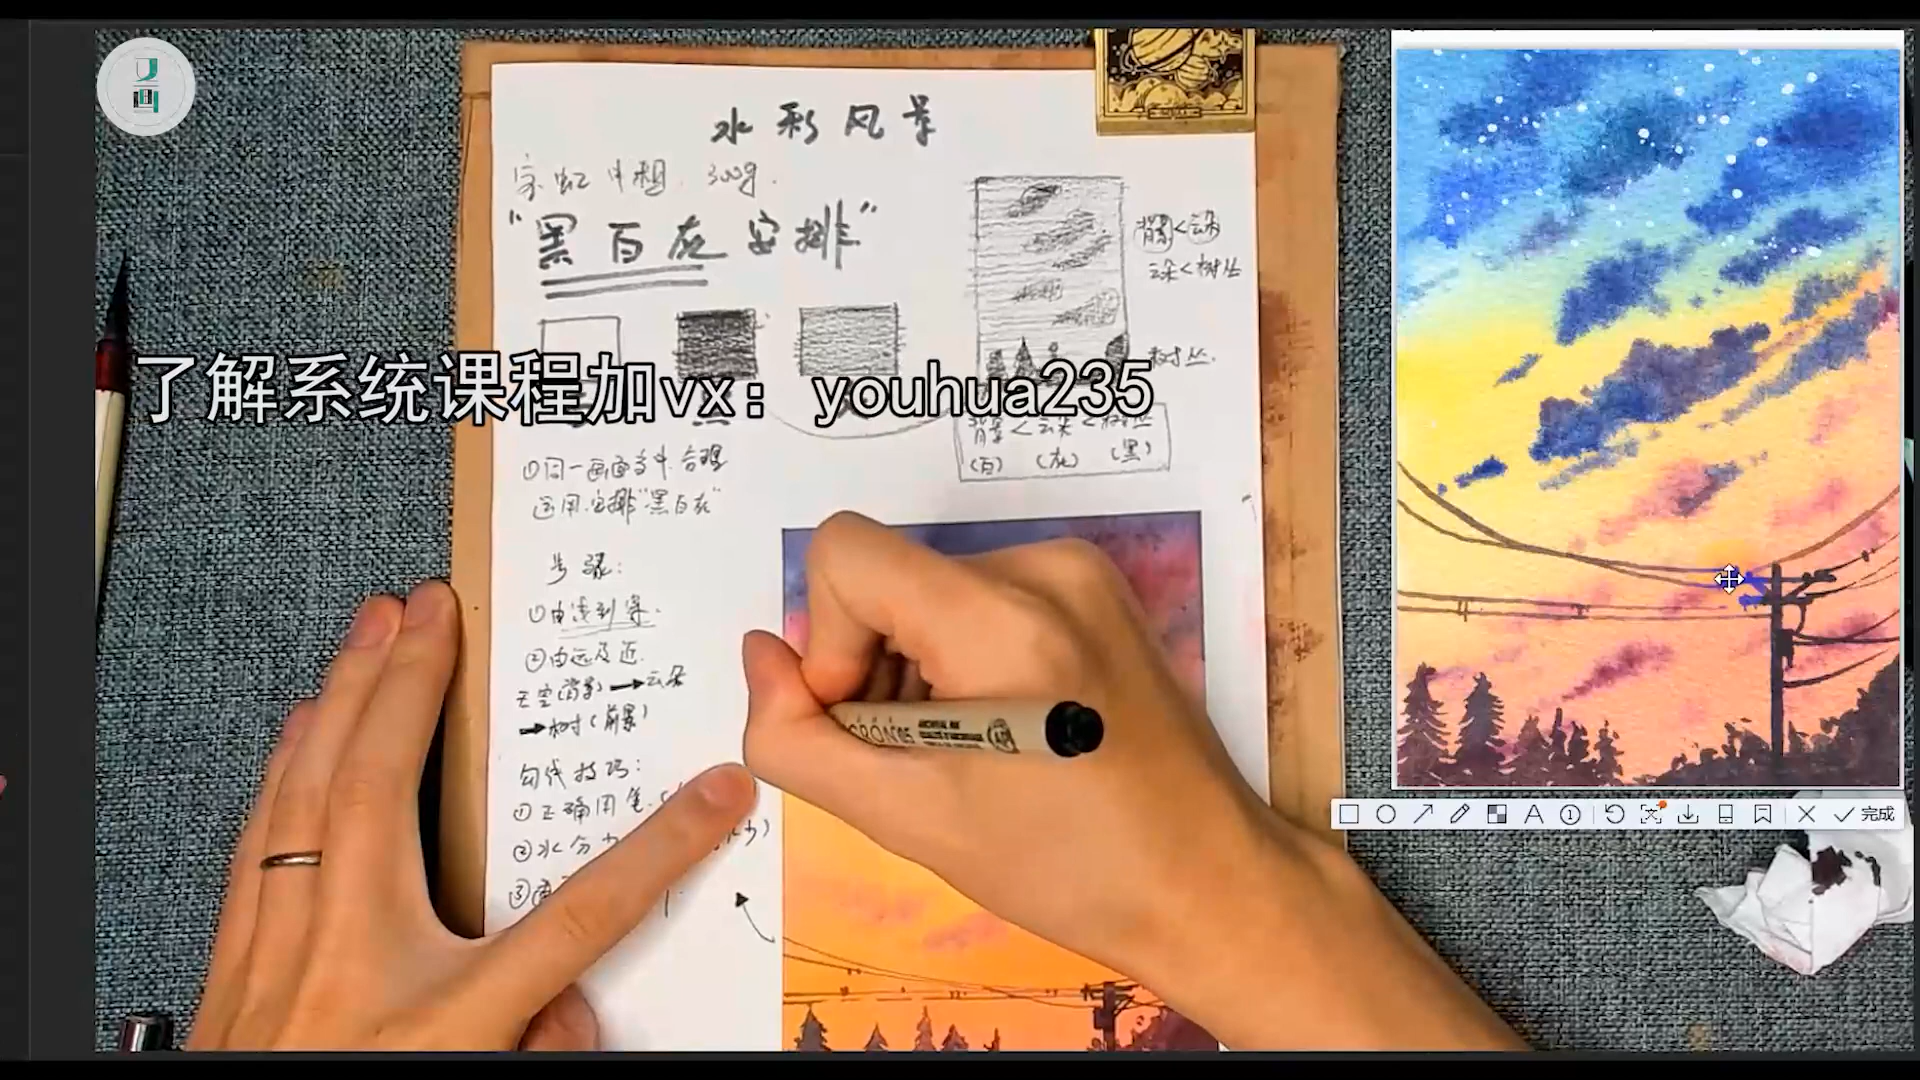 水彩风景
宋虹 中粗 300g.
"黑白灰安排"
背景<云朵
云朵<树丛
树丛.
了解系统课程加vx：youhua235
背景<云朵<树丛
(白) (灰) (黑)
①同一画面当中合理
运用.安排"黑白灰"
步骤:
①由浅到深.
②由远及近.
天空(背景)→云朵
→树(前景)
勾线技巧:
①正确用笔.
②水分
③
完成